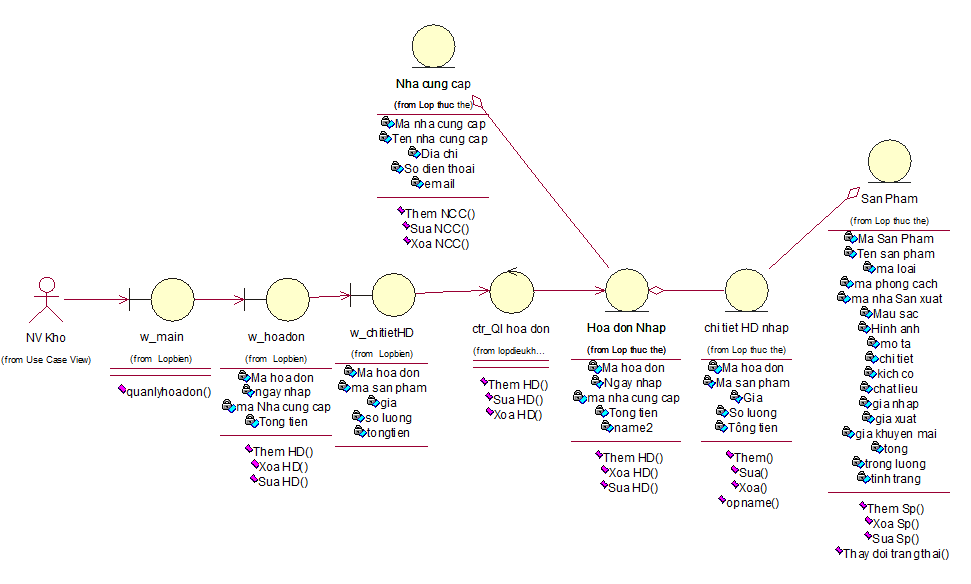 Nha cung cap
(from Lop thuc the)
Ma nha cung cap
Ten nha cung cap
Dia chi
So dien thoai
email
Them NCC()
Sua NCC()
Xoa NCC()
San Pham
(from Lop thuc the)
Ma San Pham
Ten san pham
ma loai
ma phong cach
ma nha San xuat
Mau sac
Hinh anh
mo ta
chi tiet
kich co
chat lieu
gia nhap
gia xuat
gia khuyen mai
tong
trong luong
tinh trang
Them Sp()
Xoa Sp()
Sua Sp()
Thay doi trang thai()
NV Kho
(from Use Case View)
w_main
(from Lopbien)
quanlyhoadon()
w_hoadon
(from Lopbien)
Ma hoa don
ngay nhap
ma Nha cung cap
Tong tien
Them HD()
Xoa HD()
Sua HD()
w_chitietHD
(from Lopbien)
Ma hoa don
ma san pham
gia
so luong
tongtien
ctr_Ql hoa don
(from lopdieukh...
Them HD()
Sua HD()
Xoa HD()
Hoa don Nhap
(from Lop thuc the)
Ma hoa don
Ngay nhap
ma nha cung cap
Tong tien
name2
Them HD()
Xoa HD()
Sua HD()
chi tiet HD nhap
(from Lop thuc the)
Ma hoa don
Ma san pham
Gia
So luong
Tông tien
Them()
Sua()
Xoa()
opname()